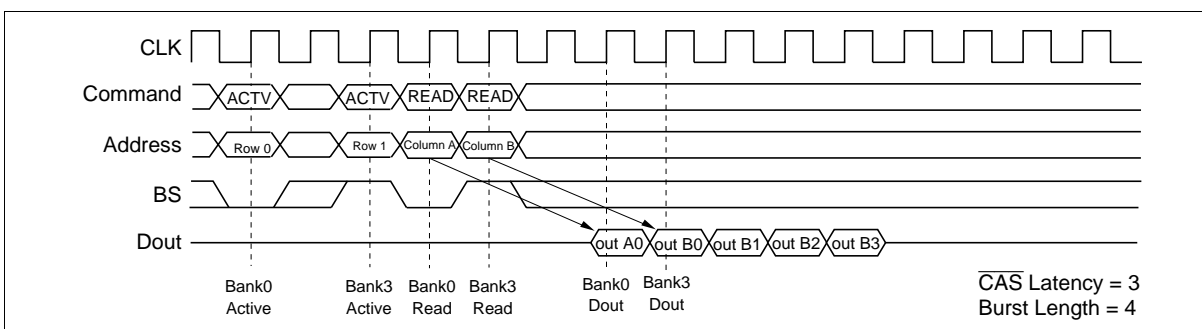 CLK
Command
ACTV
ACTV
READ
READ
Address
Row 0
Row 1
Column A
Column B
BS
Dout
out A0
out B0
out B1
out B2
out B3
Bank0
Active
Bank3
Active
Bank0
Read
Bank3
Read
Bank0
Dout
Bank3
Dout
CAS Latency = 3
Burst Length = 4